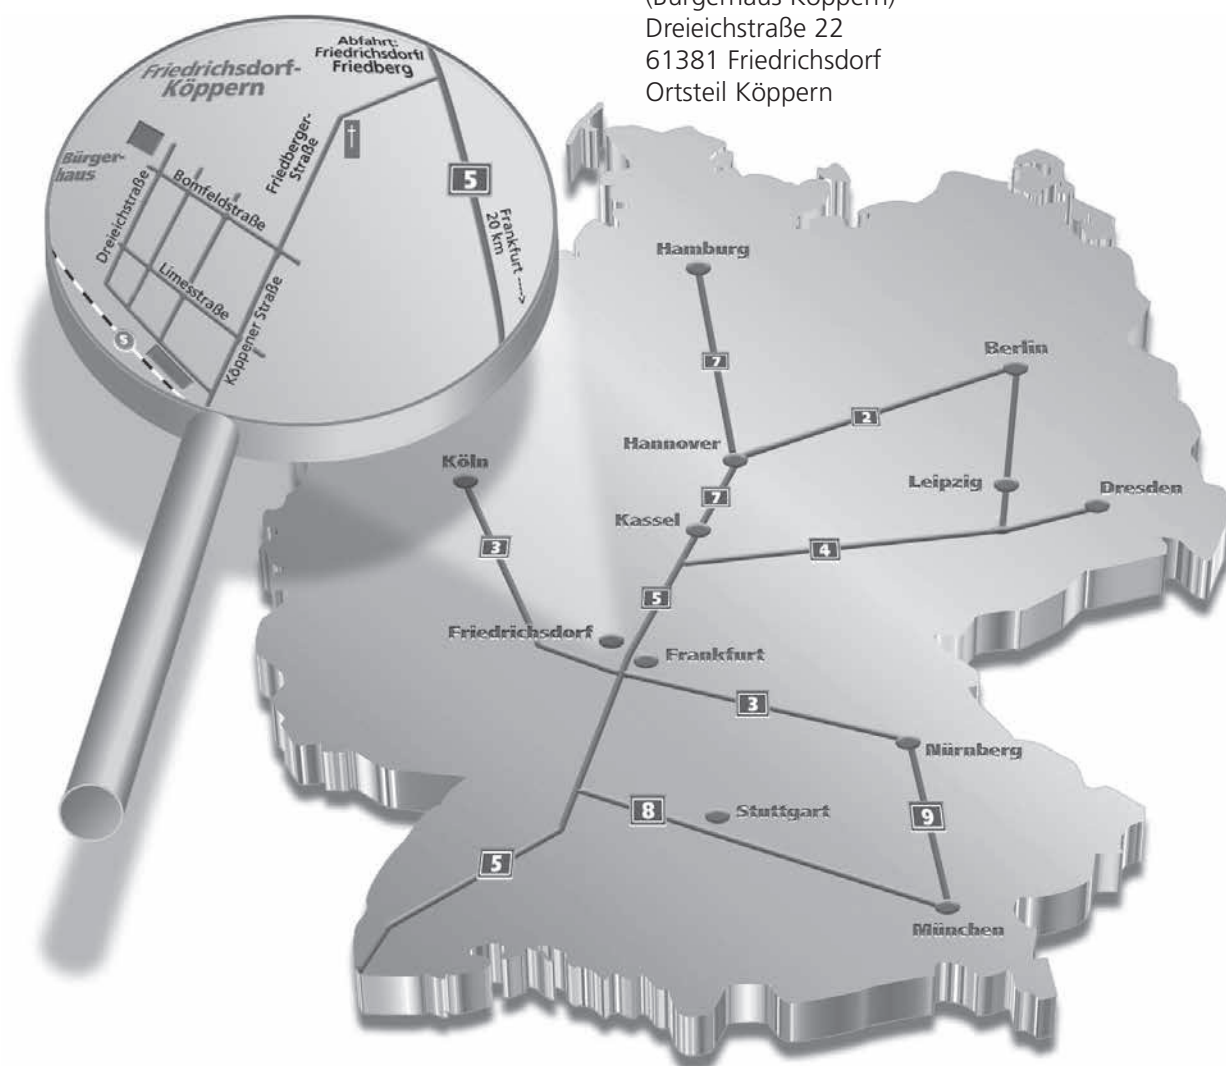 (Bürgerhaus Köppern)
Dreieichstraße 22
61381 Friedrichsdorf
Ortsteil Köppern
Abfahrt:
Friedrichsdorf/
Friedberg
Friedrichsdorf-
Köppern
Bürger-
haus
Friedberger-
Straße
5
Bornfeldstraße
Dreieichstraße
Frankfurt ---->
20 km
Limesstraße
Köppener Straße
S
Hamburg
7
Berlin
2
Hannover
Köln
7
Leipzig
Dresden
Kassel
3
4
5
Friedrichsdorf
Frankfurt
3
Nürnberg
8
Stuttgart
9
5
München